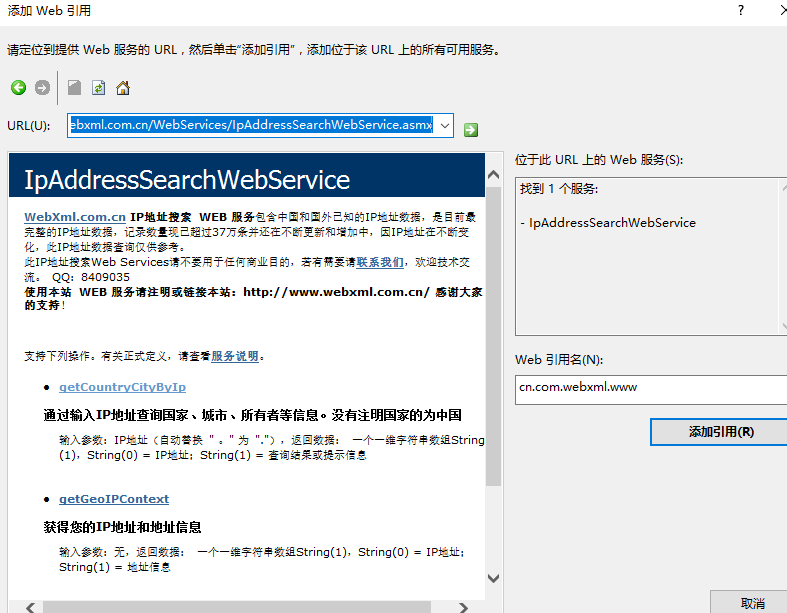 添加 Web 引用
?
请定位到提供 Web 服务的 URL，然后单击“添加引用”，添加位于该 URL 上的所有可用服务。
URL(U):
ebxml.com.cn/WebServices/IpAddressSearchWebService.asmx
IpAddressSearchWebService
WebXml.com.cn IP地址搜索 WEB 服务包含中国和国外已知的IP地址数据，是目前最
完整的IP地址数据，记录数量现已超过37万条并还在不断更新和增加中，因IP地址在不断变
化，此IP地址数据查询仅供参考。
此IP地址搜索Web Services请不要用于任何商业目的，若有需要请联系我们，欢迎技术交
流。 QQ：8409035
使用本站 WEB 服务请注明或链接本站：http://www.webxml.com.cn/ 感谢大家
的支持！
支持下列操作。有关正式定义，请查看服务说明。
getCountryCityByIp
通过输入IP地址查询国家、城市、所有者等信息。没有注明国家的为中国
输入参数：IP地址（自动替换 " 。" 为 "."），返回数据： 一个一维字符串数组String
(1)，String(0) = IP地址；String(1) = 查询结果或提示信息
getGeoIPContext
获得您的IP地址和地址信息
输入参数：无，返回数据： 一个一维字符串数组String(1)，String(0) = IP地址；
String(1) = 地址信息
位于此 URL 上的 Web 服务(S):
找到 1 个服务:
- IpAddressSearchWebService
Web 引用名(N):
cn.com.webxml.www
添加引用(R)
取消